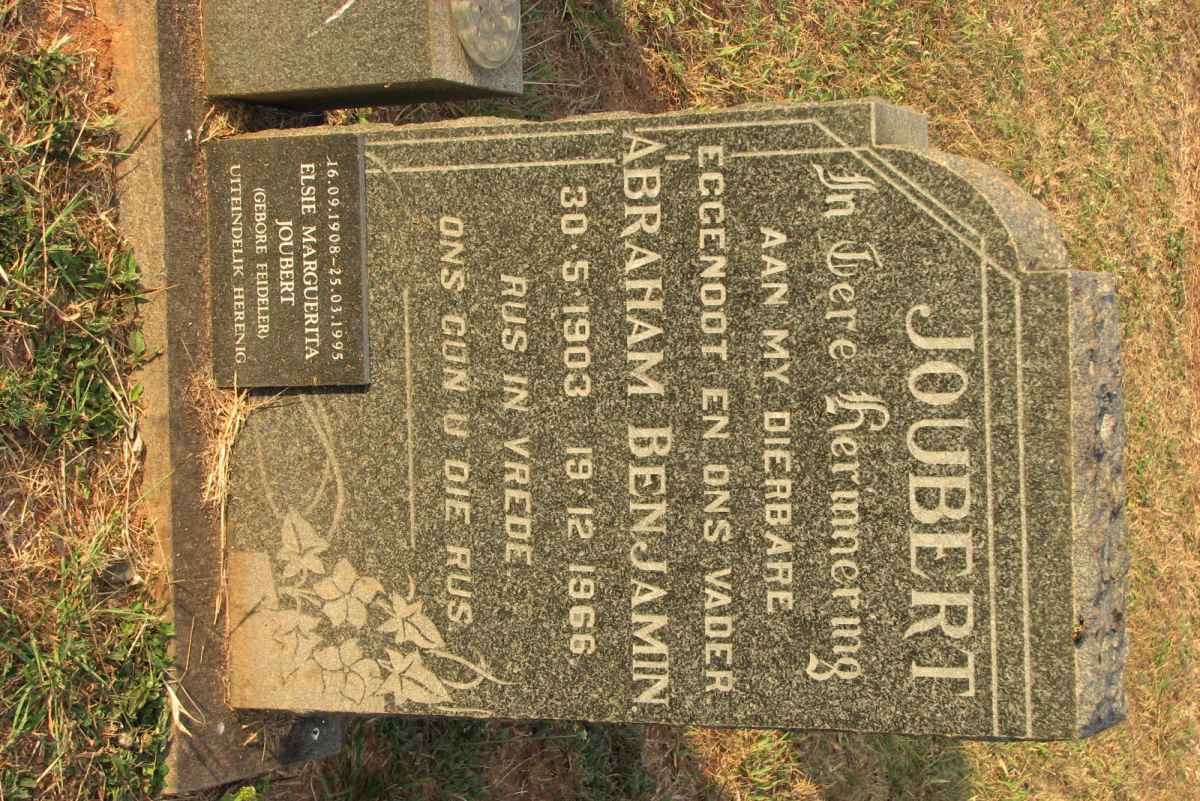 JOUBERT
In Tere Herinnering
AAN MY DIERBARE
EGGENOOT EN ONS VADER
ABRAHAM BENJAMIN
30·5·1903 19·12·1966
RUS IN VREDE
ONS GUN U DIE RUS
16.09.1908-25.03.1995
ELSIE MARGUERITA
JOUBERT
(GEBORE FEIDELER)
UITEINDELIK HERENIG